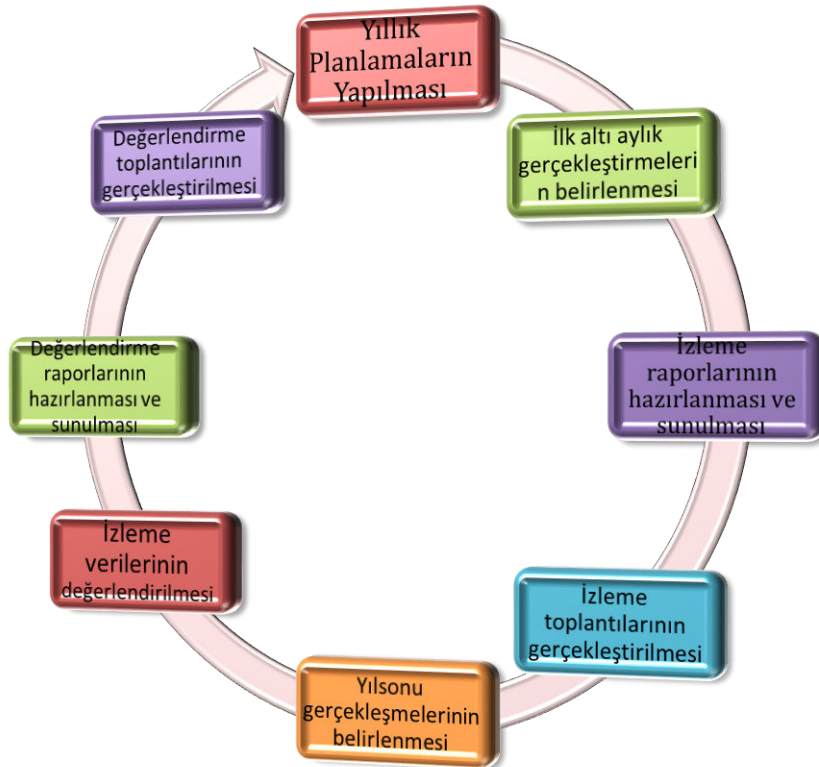 Yıllık
Planlamaların
Yapılması
İlk altı aylık
gerçekleştirmeleri
n belirlenmesi
İzleme
raporlarının
hazırlanması ve
sunulması
İzleme
toplantılarının
gerçekleştirilmesi
Yılsonu
gerçekleşmelerinin
belirlenmesi
İzleme
verilerinin
değerlendirilmesi
Değerlendirme
raporlarının
hazırlanması ve
sunulması
Değerlendirme
toplantılarının
gerçekleştirilmesi